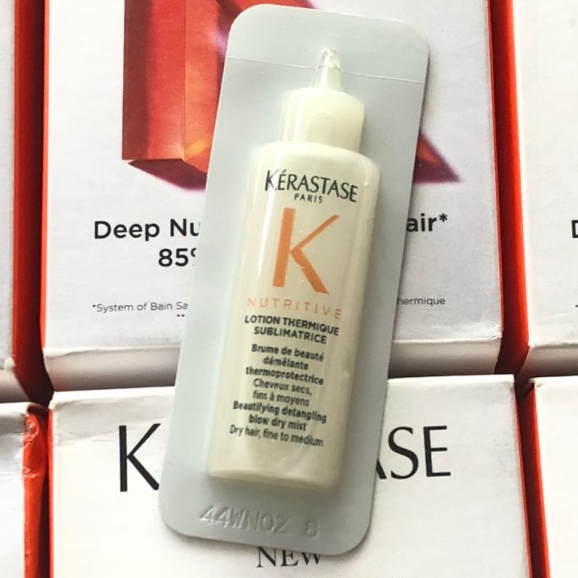 Deep Nu
air*
85%
*System of Bain Sa
hermique
**
KÉRASTASE
PARIS
K
NUTRITIVE
LOTION THERMIQUE
SUBLIMATRICE
Brume de beauté
démêlante
thermoprotectrice
Cheveux secs,
fins à moyens
Beautifying detangling
blow dry mist
Dry hair, fine to medium
K
ASE
NEW